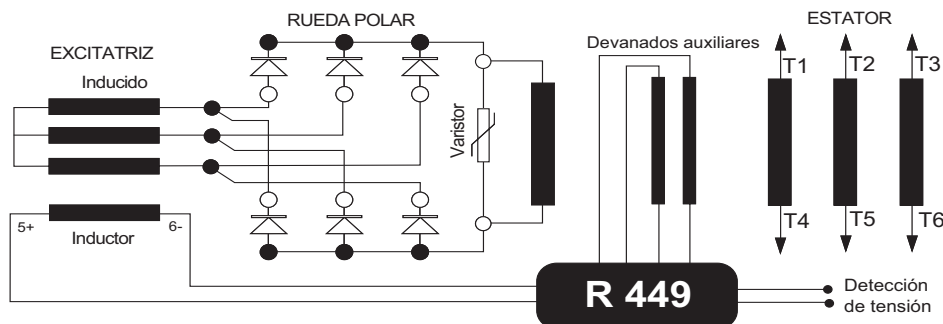 RUEDA POLAR
ESTATOR
EXCITATRIZ
Devanados auxiliares
Inducido
T1
T2
T3
Varistor
5+
Inductor
6-
T4
T5
T6
R 449
Detección
de tensión